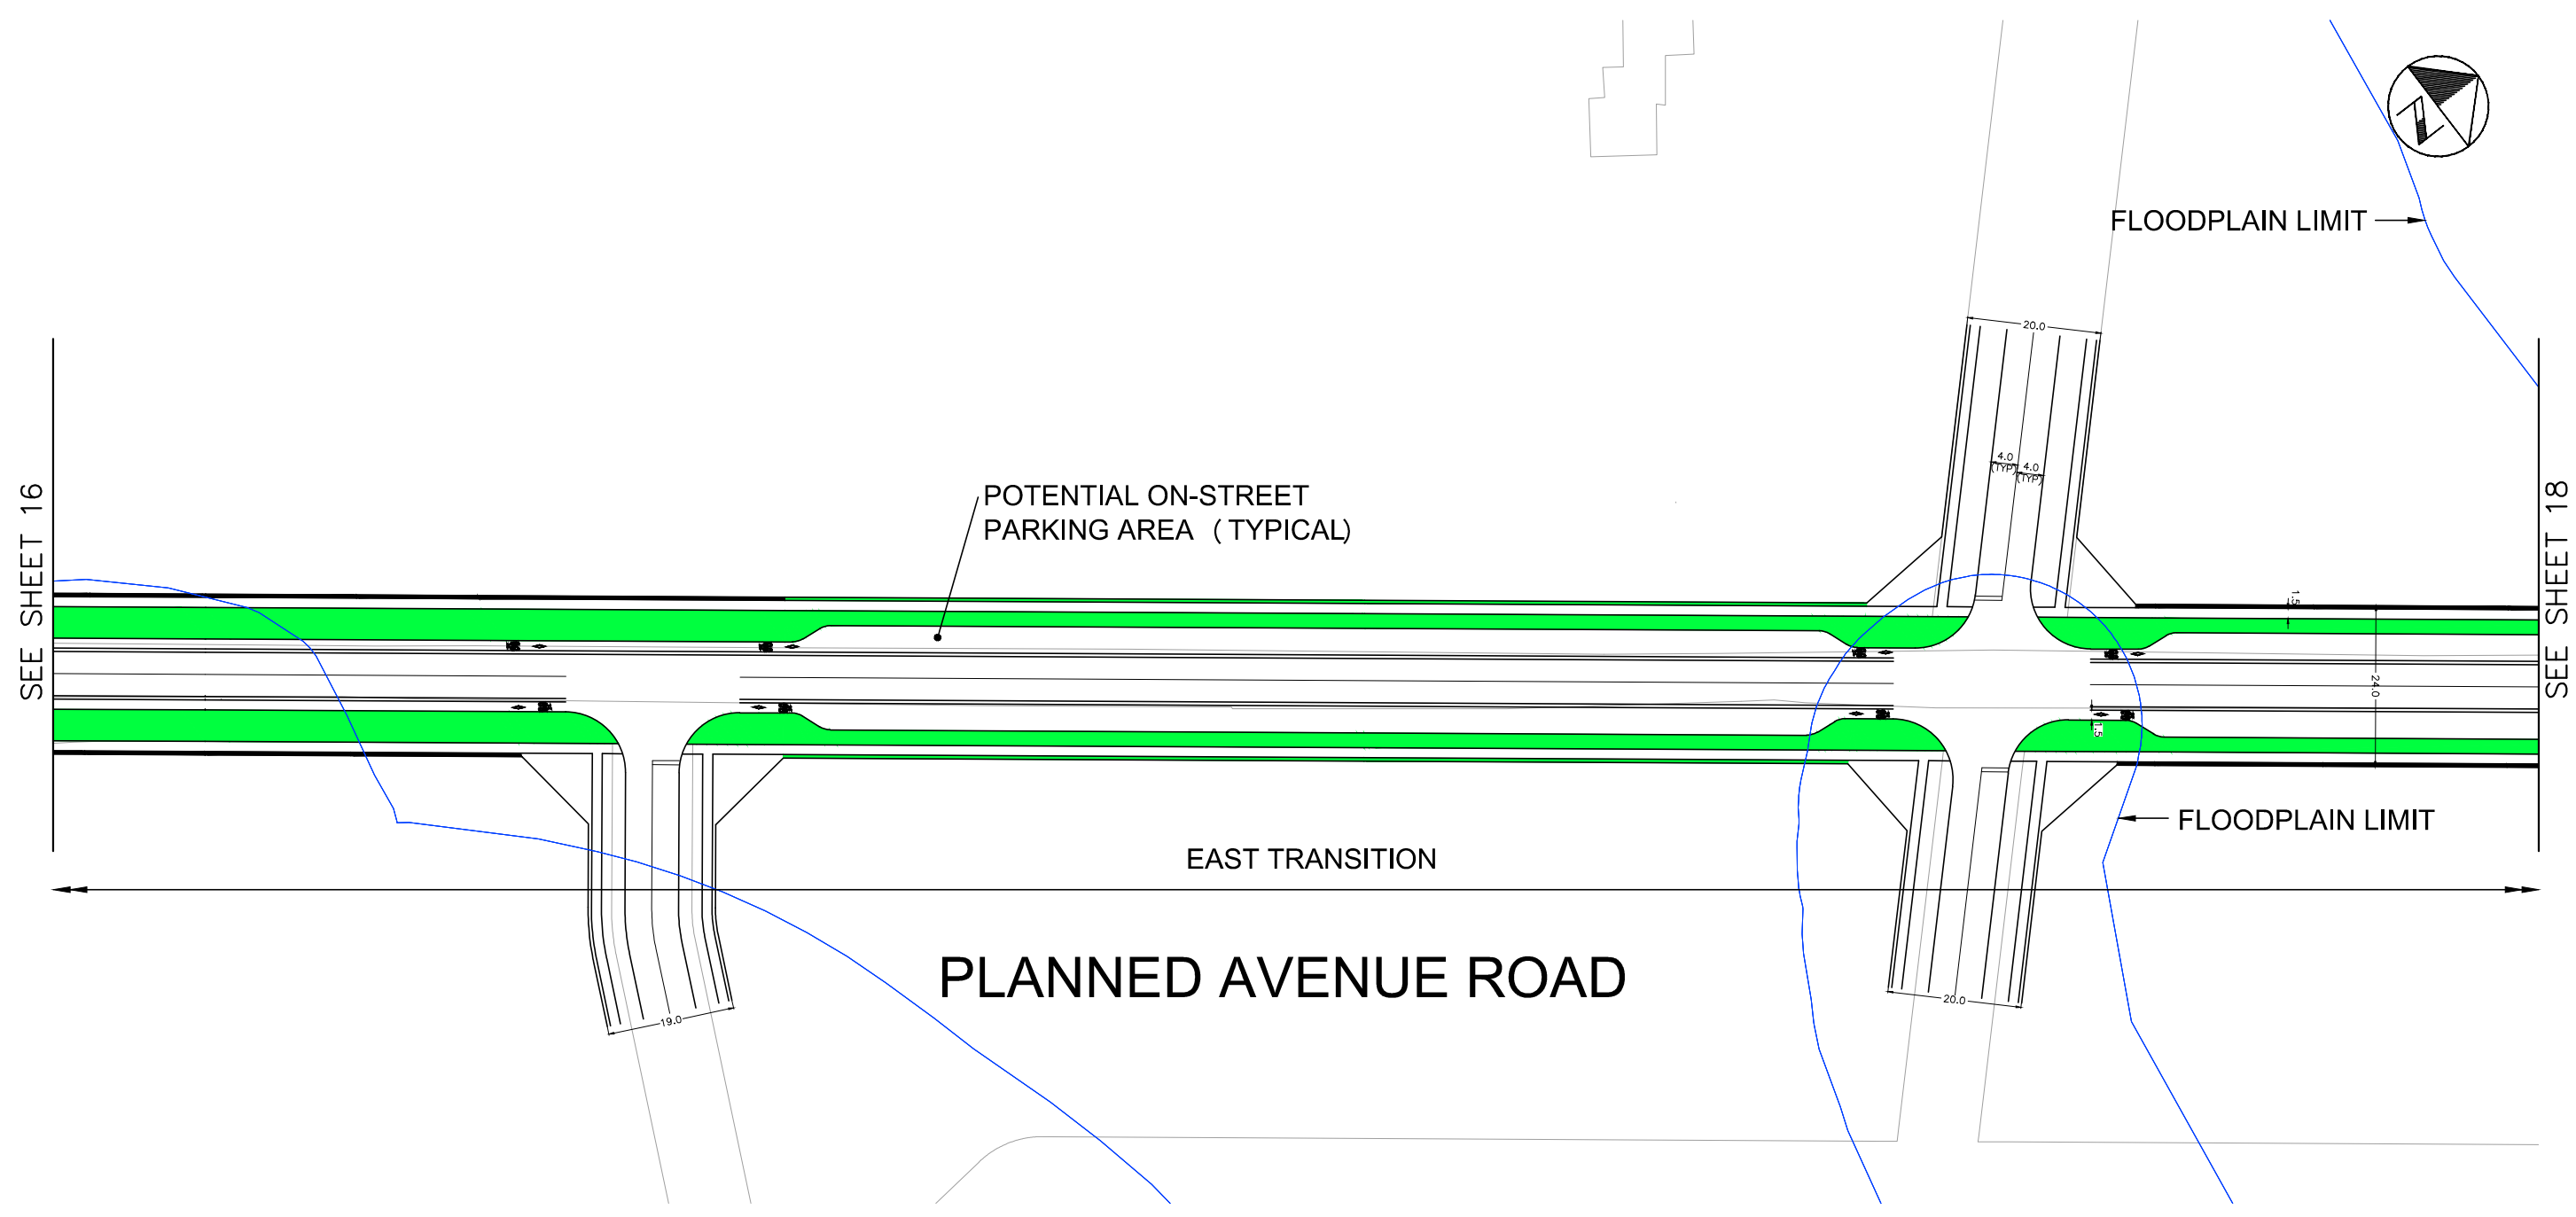 N
FLOODPLAIN LIMIT
20.0
4.0
(TYP)
4.0
(TYP)
POTENTIAL ON-STREET
PARKING AREA ( TYPICAL)
SEE SHEET 16
SEE SHEET 18
1.5
24.0
1.5
FLOODPLAIN LIMIT
EAST TRANSITION
PLANNED AVENUE ROAD
19.0
20.0